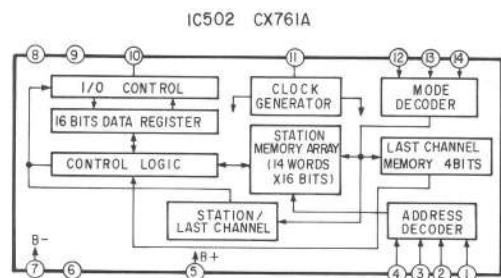 IC502 CX761A
8 9 10 11 12 13 14
I/O CONTROL
CLOCK
GENERATOR
MODE
DECODER
16 BITS DATA REGISTER
STATION
MEMORY ARRAY
(114 WORDS
X16 BITS)
CONTROL LOGIC
LAST CHANNEL
MEMORY 4BITS
STATION/
LAST CHANNEL
ADDRESS
DECODER
B-
B+
7 6 5 4 3 2 1